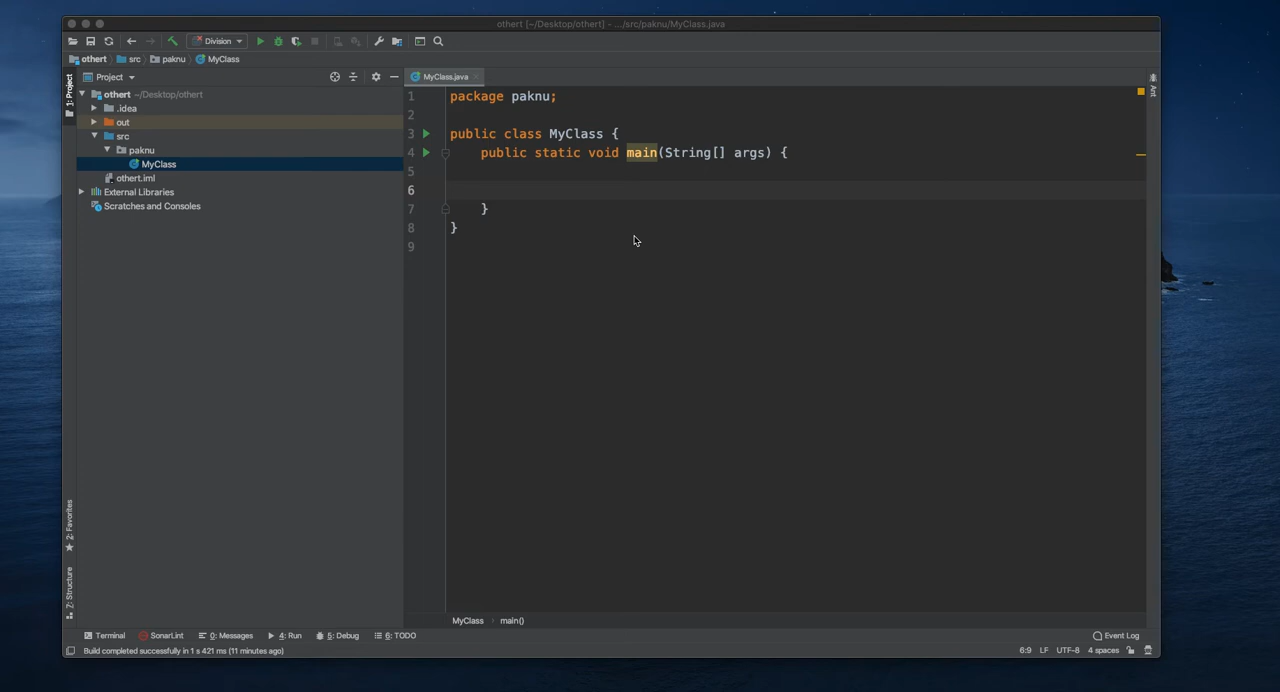 othert [~/Desktop/othert] - .../src/paknu/MyClass.java
Division
othert
src
paknu
MyClass
1: Project
Project
MyClass.java
Ant
othert ~/Desktop/othert
.idea
out
src
paknu
MyClass
othert.iml
External Libraries
Scratches and Consoles
1 package paknu;
2
3 public class MyClass {
4 public static void main(String[] args) {
5
6
7 }
8 }
9
2: Favorites
Z: Structure
MyClass › main()
Terminal SonarLint 0: Messages 4: Run 5: Debug 6: TODO Event Log
Build completed successfully in 1 s 421 ms (11 minutes ago) 6:9 LF UTF-8 4 spaces